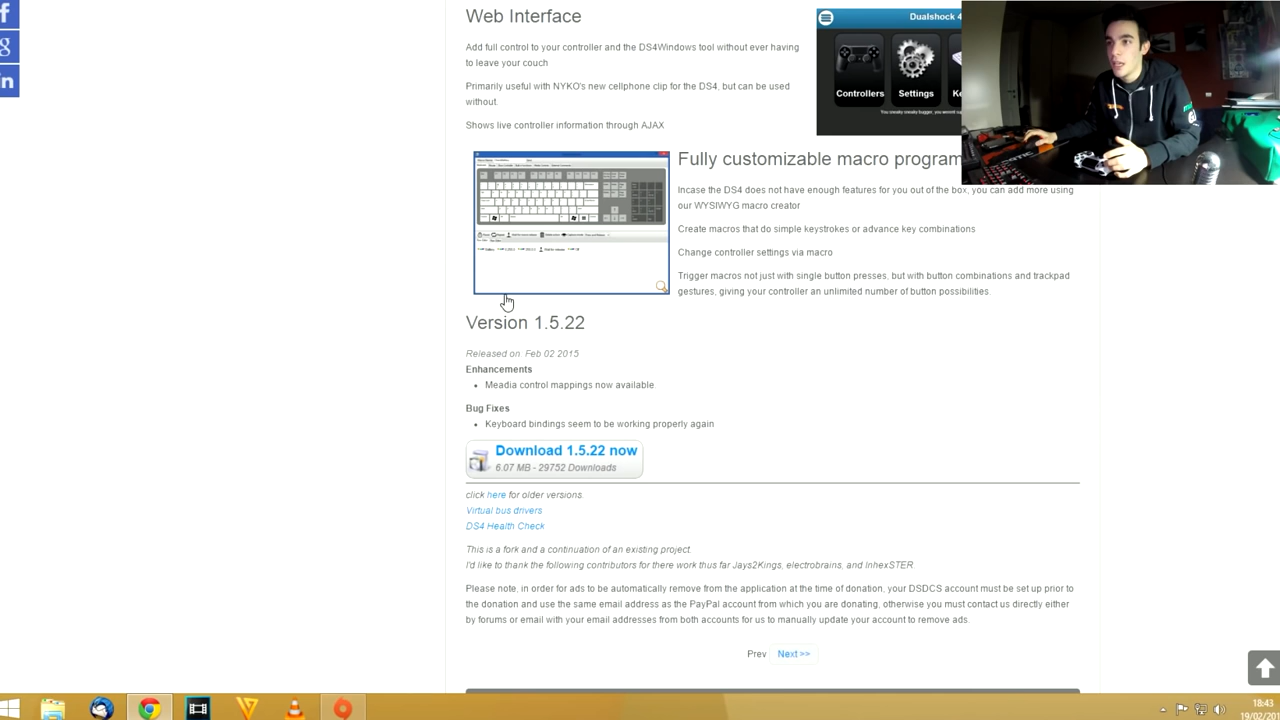 Web Interface
Dualshock 4
Add full control to your controller and the DS4Windows tool without ever having
to leave your couch
Primarily useful with NYKO's new cellphone clip for the DS4, but can be used
without.
Controllers
Settings
Shows live controller information through AJAX
Fully customizable macro program
Incase the DS4 does not have enough features for you out of the box, you can add more using
our WYSIWYG macro creator
Create macros that do simple keystrokes or advance key combinations
Change controller settings via macro
Trigger macros not just with single button presses, but with button combinations and trackpad
gestures, giving your controller an unlimited number of button possibilities.
Version 1.5.22
Released on: Feb 02 2015
Enhancements
Meadia control mappings now available.
Bug Fixes
Keyboard bindings seem to be working properly again
Download 1.5.22 now
6.07 MB - 29752 Downloads
click here for older versions.
Virtual bus drivers
DS4 Health Check
This is a fork and a continuation of an existing project.
I'd like to thank the following contributors for there work thus far Jays2Kings, electrobrains, and InhexSTER.
Please note, in order for ads to be automatically remove from the application at the time of donation, your DSDCS account must be set up prior to
the donation and use the same email address as the PayPal account from which you are donating, otherwise you must contact us directly either
by forums or email with your email addresses from both accounts for us to manually update your account to remove ads.
Prev Next >>
18:43
19/02/201